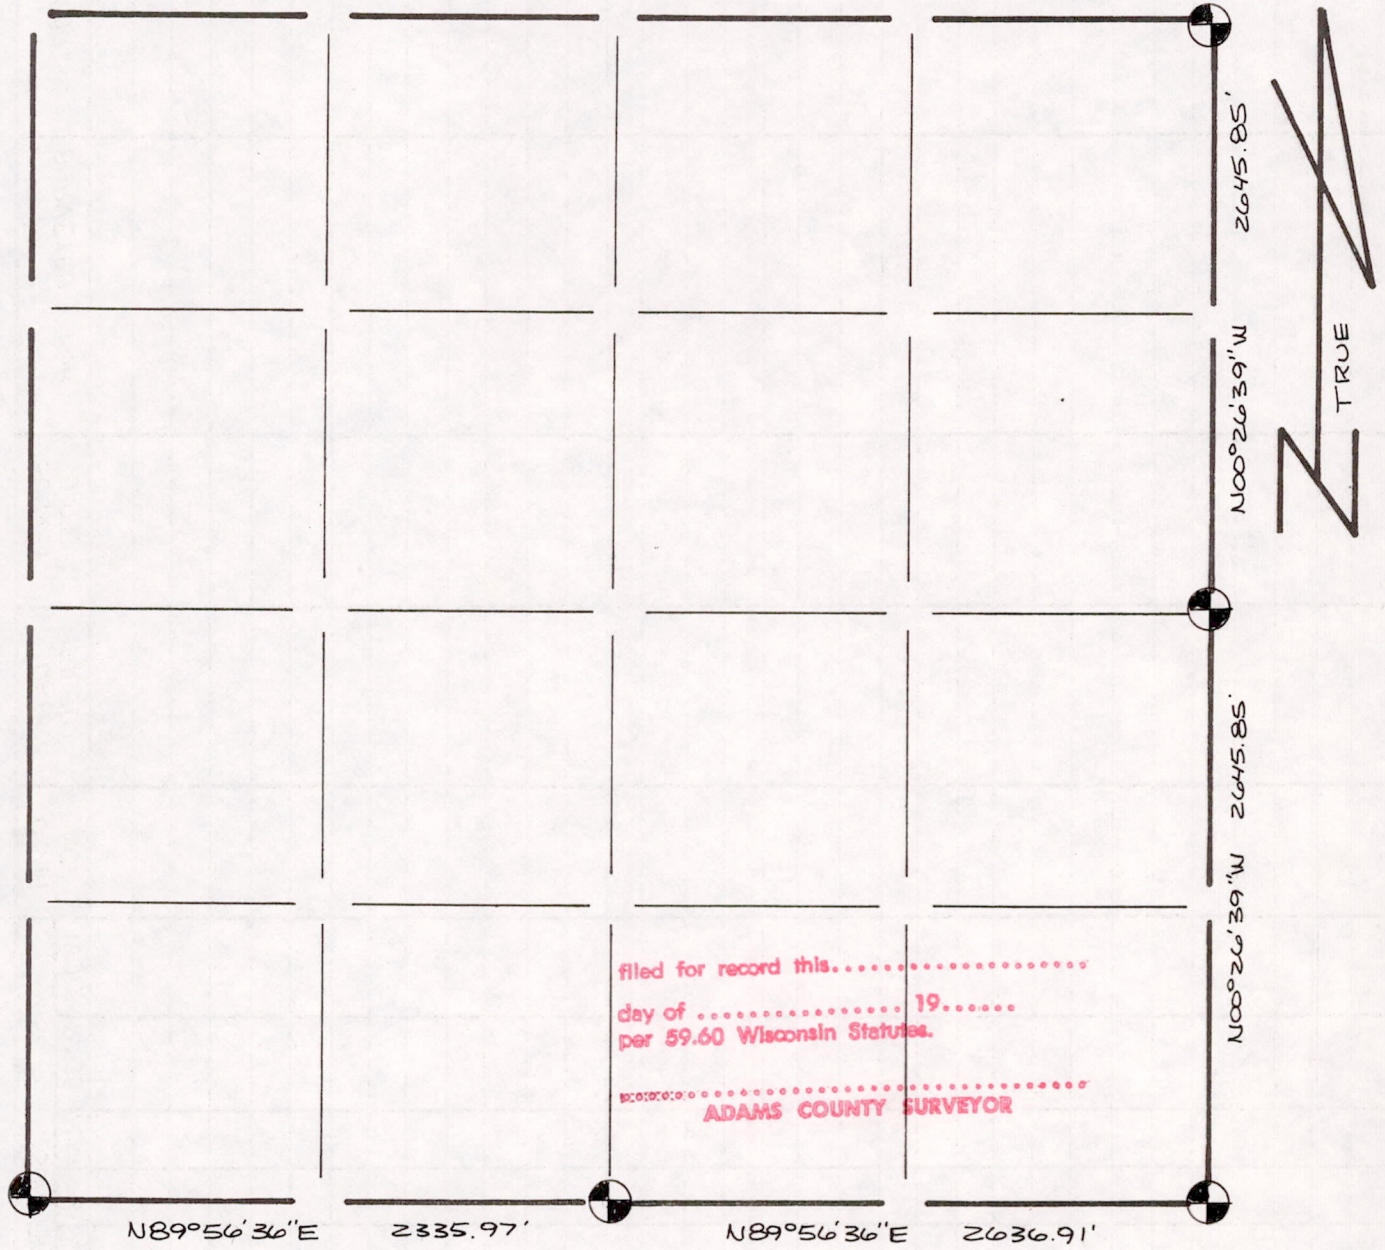 2645.85'
N00°26'39"W
TRUE
N
2645.85'
N00°26'39"W
filed for record this........................
day of .................... 19.......
per 59.60 Wisconsin Statutes.
ADAMS COUNTY SURVEYOR
N89°56'36"E 2335.97' N89°56'36"E 2636.91'